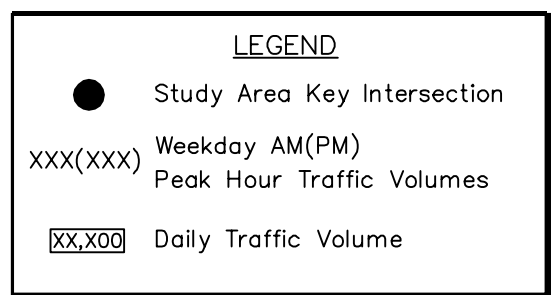 LEGEND
Study Area Key Intersection
XXX(XXX) Weekday AM(PM)
Peak Hour Traffic Volumes
XX,X00 Daily Traffic Volume